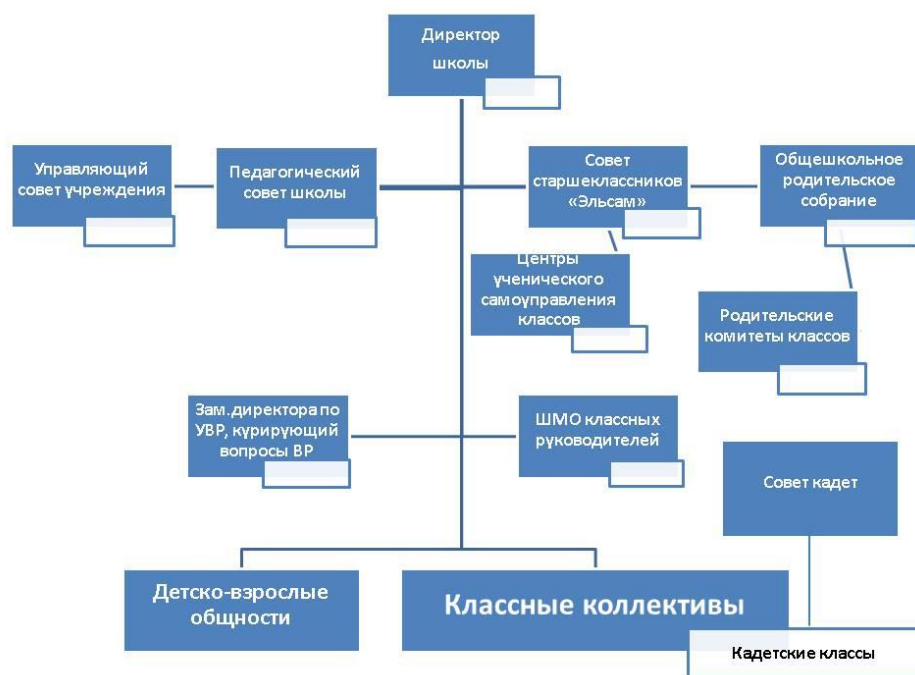 Директор
школы
Управляющий
совет учреждения
Педагогический
совет школы
Совет
старшеклассников
«Эльсам»
Общешкольное
родительское
собрание
Центры
ученического
самоуправления
классов
Родительские
комитеты классов
Зам.директора по
УВР, курирующий
вопросы ВР
ШМО классных
руководителей
Совет кадет
Детско-взрослые
общности
Классные коллективы
Кадетские классы